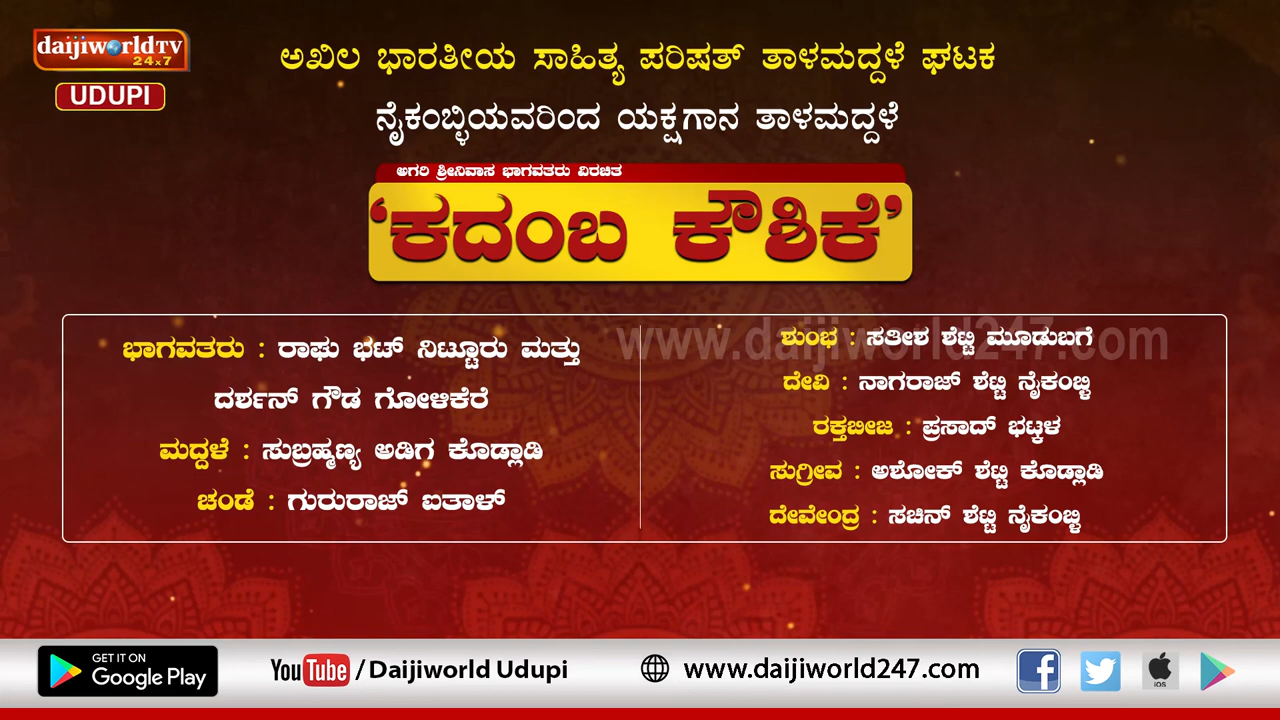 daijiworldTV
24x7
UDUPI
ಅಖಿಲ ಭಾರತೀಯ ಸಾಹಿತ್ಯ ಪರಿಷತ್ ತಾಳಮದ್ದಳೆ ಘಟಕ
ನೈಕಂಬ್ಳಿಯವರಿಂದ ಯಕ್ಷಗಾನ ತಾಳಮದ್ದಳೆ
ಅಗರಿ ಶ್ರೀನಿವಾಸ ಭಾಗವತರು ವಿರಚಿತ
‘ಕದಂಬ ಕೌಶಿಕೆ’
www.daijiworld247.com
ಭಾಗವತರು : ರಾಘು ಭಟ್ ನಿಟ್ಟೂರು ಮತ್ತು
ದರ್ಶನ್ ಗೌಡ ಗೋಳಿಕೆರೆ
ಮದ್ದಳೆ : ಸುಬ್ರಹ್ಮಣ್ಯ ಅಡಿಗ ಕೊಡ್ಲಾಡಿ
ಚಂಡೆ : ಗುರುರಾಜ್ ಐತಾಳ್
ಶುಂಭ : ಸತೀಶ ಶೆಟ್ಟಿ ಮೂಡುಬಗೆ
ದೇವಿ : ನಾಗರಾಜ್ ಶೆಟ್ಟಿ ನೈಕಂಬ್ಳಿ
ರಕ್ತಬೀಜ : ಪ್ರಸಾದ್ ಭಟ್ಕಳ
ಸುಗ್ರೀವ : ಅಶೋಕ್ ಶೆಟ್ಟಿ ಕೊಡ್ಲಾಡಿ
ದೇವೇಂದ್ರ : ಸಚಿನ್ ಶೆಟ್ಟಿ ನೈಕಂಬ್ಳಿ
GET IT ON
Google Play
YouTube / Daijiworld Udupi
www.daijiworld247.com
iOS